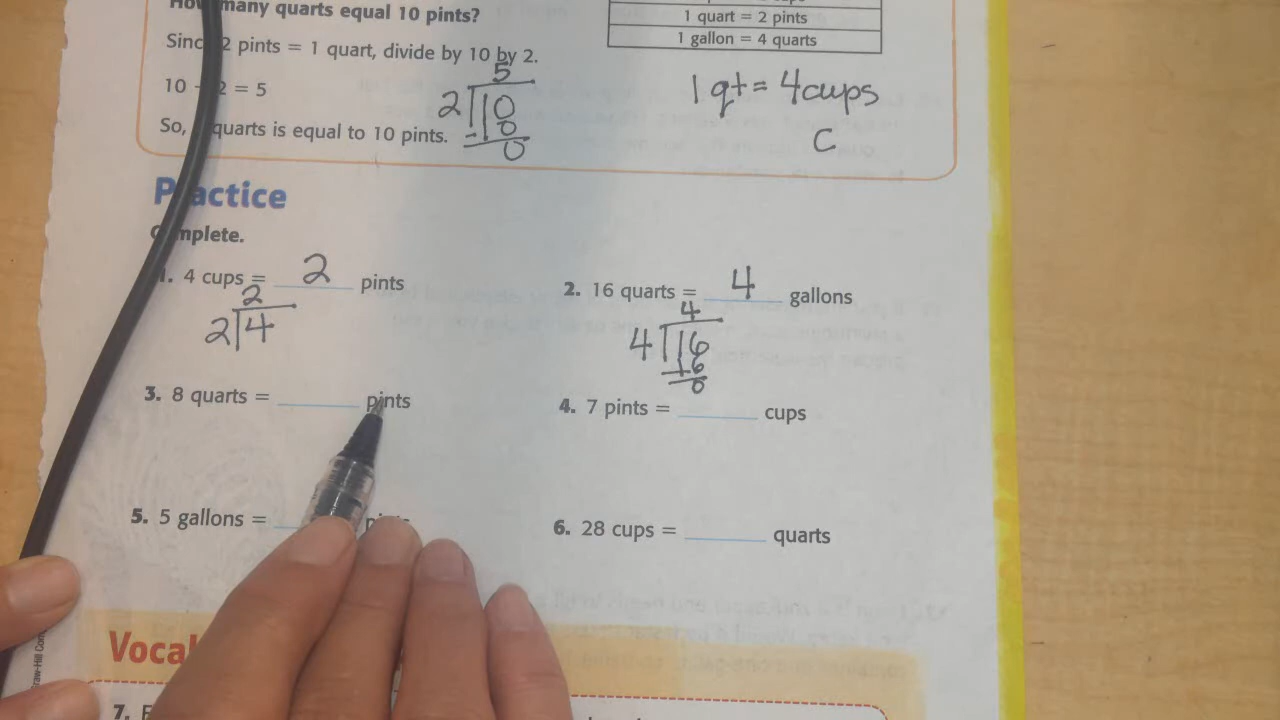 many quarts equal 10 pints?
2 pints = 1 quart, divide by 10 by 2.
10 2 = 5
So, quarts is equal to 10 pints.
5
2 10
- 10
0
1 quart = 2 pints
1 gallon = 4 quarts
1 qt = 4 cups
C
Practice
Complete.
1. 4 cups = 2 pints
2
2 4
2. 16 quarts = 4 gallons
4
4 16
16
0
3. 8 quarts = pints
4. 7 pints = cups
5. 5 gallons =
6. 28 cups = quarts
7.